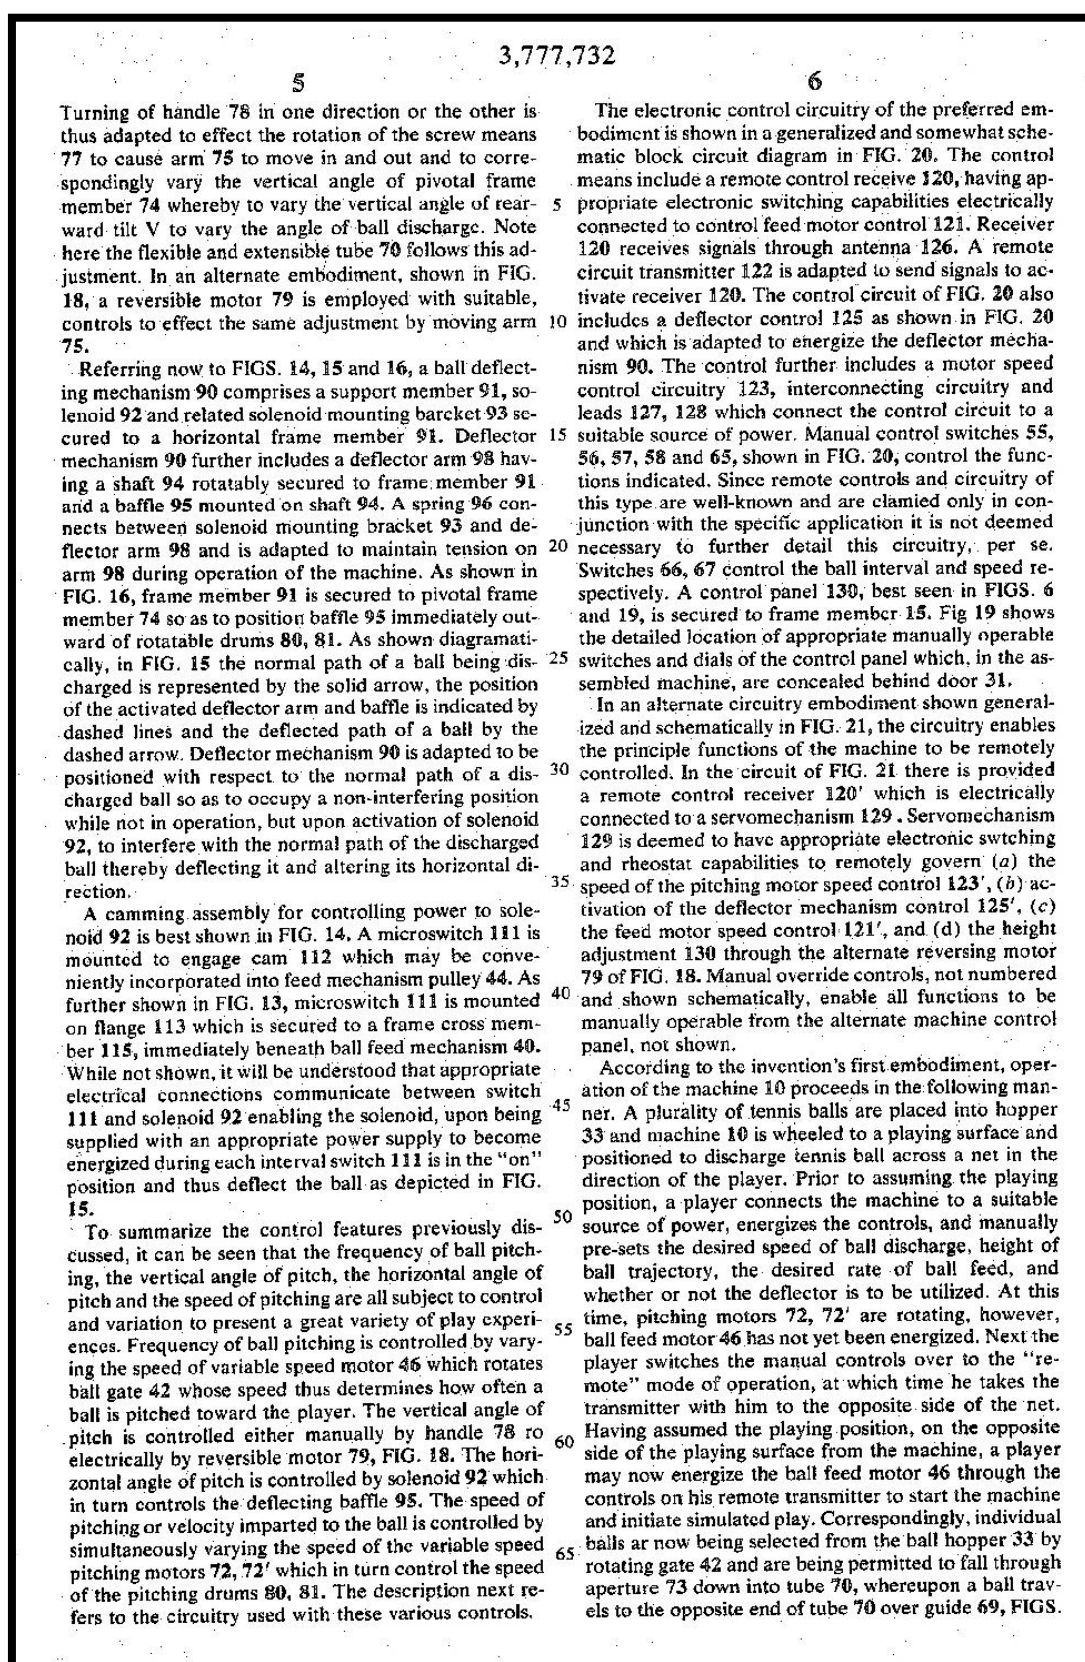 3,777,732
5
Turning of handle 78 in one direction or the other is
thus adapted to effect the rotation of the screw means
77 to cause arm 75 to move in and out and to corre-
spondingly vary the vertical angle of pivotal frame
member 74 whereby to vary the vertical angle of rear-
ward tilt V to vary the angle of ball discharge. Note
here the flexible and extensible tube 70 follows this ad-
justment. In an alternate embodiment, shown in FIG.
18, a reversible motor 79 is employed with suitable,
controls to effect the same adjustment by moving arm
75.
Referring now to FIGS. 14, 15 and 16, a ball deflect-
ing mechanism 90 comprises a support member 91, so-
lenoid 92 and related solenoid mounting barcket 93 se-
cured to a horizontal frame member 91. Deflector
mechanism 90 further includes a deflector arm 98 hav-
ing a shaft 94 rotatably secured to frame member 91
and a baffle 95 mounted on shaft 94. A spring 96 con-
nects between solenoid mounting bracket 93 and de-
flector arm 98 and is adapted to maintain tension on
arm 98 during operation of the machine. As shown in
FIG. 16, frame member 91 is secured to pivotal frame
member 74 so as to position baffle 95 immediately out-
ward of rotatable drums 80, 81. As shown diagramati-
cally, in FIG. 15 the normal path of a ball being dis-
charged is represented by the solid arrow, the position
of the activated deflector arm and baffle is indicated by
dashed lines and the deflected path of a ball by the
dashed arrow. Deflector mechanism 90 is adapted to be
positioned with respect to the normal path of a dis-
charged ball so as to occupy a non-interfering position
while not in operation, but upon activation of solenoid
92, to interfere with the normal path of the discharged
ball thereby deflecting it and altering its horizontal di-
rection.
A camming assembly for controlling power to sole-
noid 92 is best shown in FIG. 14. A microswitch 111 is
mounted to engage cam 112 which may be conve-
niently incorporated into feed mechanism pulley 44. As
further shown in FIG. 13, microswitch 111 is mounted
on flange 113 which is secured to a frame cross mem-
ber 115, immediately beneath ball feed mechanism 40.
While not shown, it will be understood that appropriate
electrical connections communicate between switch
111 and solenoid 92 enabling the solenoid, upon being
supplied with an appropriate power supply to become
energized during each interval switch 111 is in the "on"
position and thus deflect the ball as depicted in FIG.
15.
To summarize the control features previously dis-
cussed, it can be seen that the frequency of ball pitch-
ing, the vertical angle of pitch, the horizontal angle of
pitch and the speed of pitching are all subject to control
and variation to present a great variety of play experi-
ences. Frequency of ball pitching is controlled by vary-
ing the speed of variable speed motor 46 which rotates
ball gate 42 whose speed thus determines how often a
ball is pitched toward the player. The vertical angle of
pitch is controlled either manually by handle 78 ro
electrically by reversible motor 79, FIG. 18. The hori-
zontal angle of pitch is controlled by solenoid 92 which
in turn controls the deflecting baffle 95. The speed of
pitching or velocity imparted to the ball is controlled by
simultaneously varying the speed of the variable speed
pitching motors 72, 72' which in turn control the speed
of the pitching drums 80, 81. The description next re-
fers to the circuitry used with these various controls.
5
10
15
20
25
30
35
40
45
50
55
60
65
6
The electronic control circuitry of the preferred em-
bodiment is shown in a generalized and somewhat sche-
matic block circuit diagram in FIG. 20. The control
means include a remote control receive 120, having ap-
propriate electronic switching capabilities electrically
connected to control feed motor control 121. Receiver
120 receives signals through antenna 126. A remote
circuit transmitter 122 is adapted to send signals to ac-
tivate receiver 120. The control circuit of FIG. 20 also
includes a deflector control 125 as shown in FIG. 20
and which is adapted to energize the deflector mecha-
nism 90. The control further includes a motor speed
control circuitry 123, interconnecting circuitry and
leads 127, 128 which connect the control circuit to a
suitable source of power. Manual control switches 55,
56, 57, 58 and 65, shown in FIG. 20, control the func-
tions indicated. Since remote controls and circuitry of
this type are well-known and are clamied only in con-
junction with the specific application it is not deemed
necessary to further detail this circuitry, per se.
Switches 66, 67 control the ball interval and speed re-
spectively. A control panel 130, best seen in FIGS. 6
and 19, is secured to frame member 15. Fig 19 shows
the detailed location of appropriate manually operable
switches and dials of the control panel which, in the as-
sembled machine, are concealed behind door 31.
In an alternate circuitry embodiment shown general-
ized and schematically in FIG. 21, the circuitry enables
the principle functions of the machine to be remotely
controlled. In the circuit of FIG. 21 there is provided
a remote control receiver 120' which is electrically
connected to a servomechanism 129 . Servomechanism
129 is deemed to have appropriate electronic swtching
and rheostat capabilities to remotely govern (a) the
speed of the pitching motor speed control 123', (b) ac-
tivation of the deflector mechanism control 125', (c)
the feed motor speed control 121', and (d) the height
adjustment 130 through the alternate reversing motor
79 of FIG. 18. Manual override controls, not numbered
and shown schematically, enable all functions to be
manually operable from the alternate machine control
panel, not shown.
According to the invention's first embodiment, oper-
ation of the machine 10 proceeds in the following man-
ner. A plurality of tennis balls are placed into hopper
33 and machine 10 is wheeled to a playing surface and
positioned to discharge tennis ball across a net in the
direction of the player. Prior to assuming the playing
position, a player connects the machine to a suitable
source of power, energizes the controls, and manually
pre-sets the desired speed of ball discharge, height of
ball trajectory, the desired rate of ball feed, and
whether or not the deflector is to be utilized. At this
time, pitching motors 72, 72' are rotating, however,
ball feed motor 46 has not yet been energized. Next the
player switches the manual controls over to the "re-
mote" mode of operation, at which time he takes the
transmitter with him to the opposite side of the net.
Having assumed the playing position, on the opposite
side of the playing surface from the machine, a player
may now energize the ball feed motor 46 through the
controls on his remote transmitter to start the machine
and initiate simulated play. Correspondingly, individual
balls ar now being selected from the ball hopper 33 by
rotating gate 42 and are being permitted to fall through
aperture 73 down into tube 70, whereupon a ball trav-
els to the opposite end of tube 70 over guide 69, FIGS.